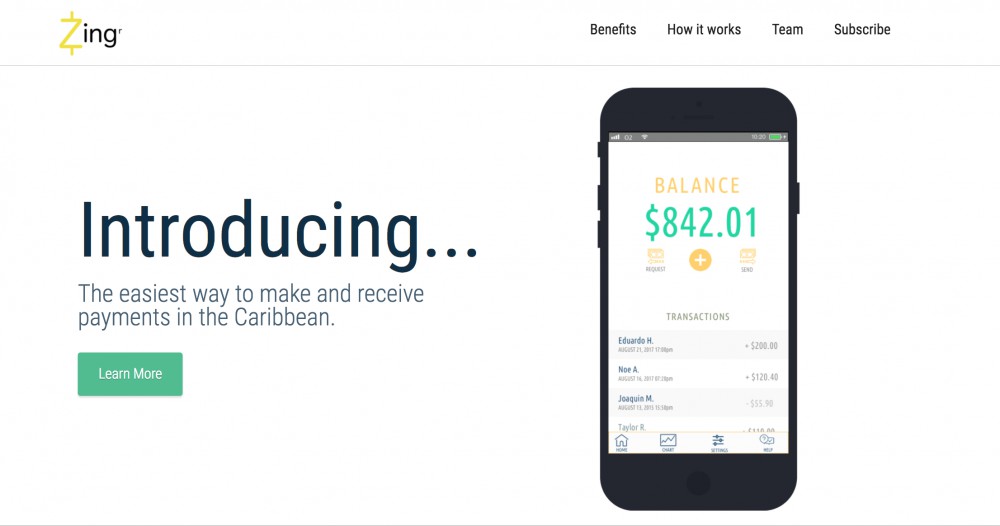 Zing r
Benefits
How it works
Team
Subscribe
Introducing...
The easiest way to make and receive
payments in the Caribbean.
Learn More
O2
10:20
BALANCE
$842.01
REQUEST
SEND
TRANSACTIONS
Eduardo H.
AUGUST 21, 2017 17:08pm
+ $200.00
Noe A.
AUGUST 16, 2017 07:28pm
+ $120.40
Joaquin M.
AUGUST 13, 2015 15:38pm
- $55.90
Taylor R.
HOME
CHART
SETTINGS
HELP